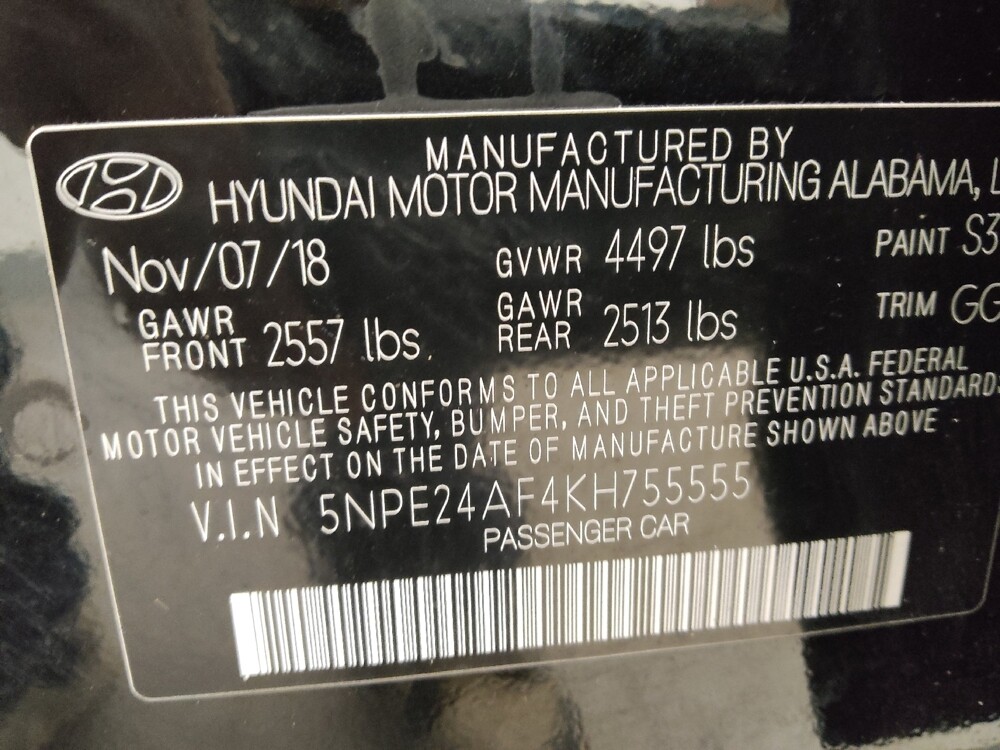 MANUFACTURED BY
HYUNDAI MOTOR MANUFACTURING ALABAMA, L
Nov/07/18 GVWR 4497 lbs PAINT S3
GAWR FRONT 2557 lbs. GAWR REAR 2513 lbs TRIM
THIS VEHICLE CONFORMS TO ALL APPLICABLE U.S.A. FEDERAL
MOTOR VEHICLE SAFETY, BUMPER, AND THEFT PREVENTION STANDARDS
IN EFFECT ON THE DATE OF MANUFACTURE SHOWN ABOVE
V.I.N 5NPE24AF4KH755555
PASSENGER CAR